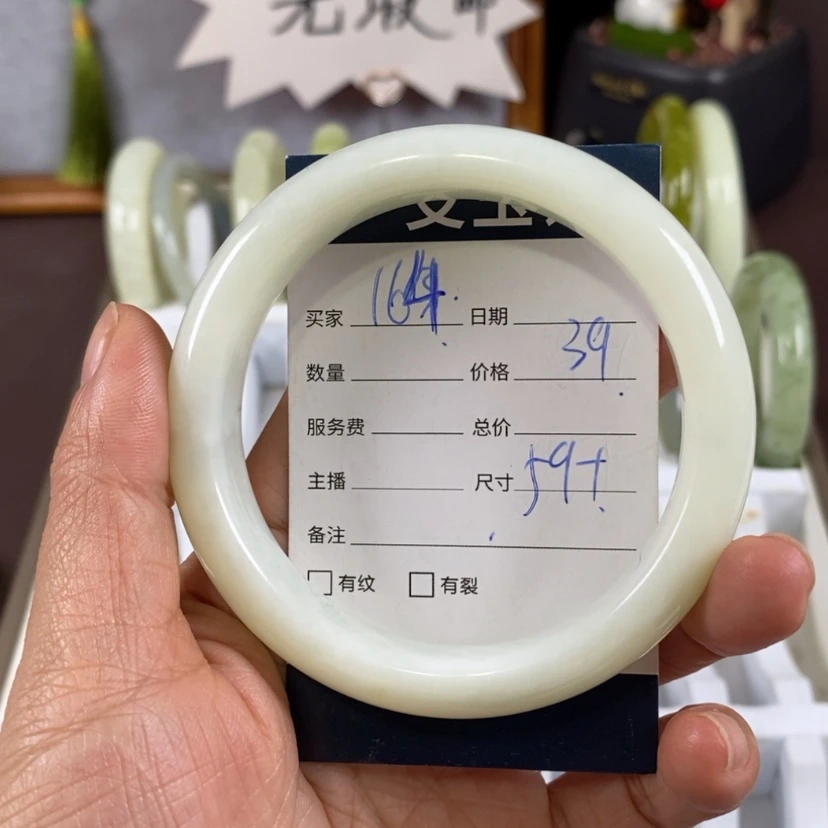 买家 日期
数量 价格 39
服务费 总价
主播 尺寸 59+
备注
有纹 有裂